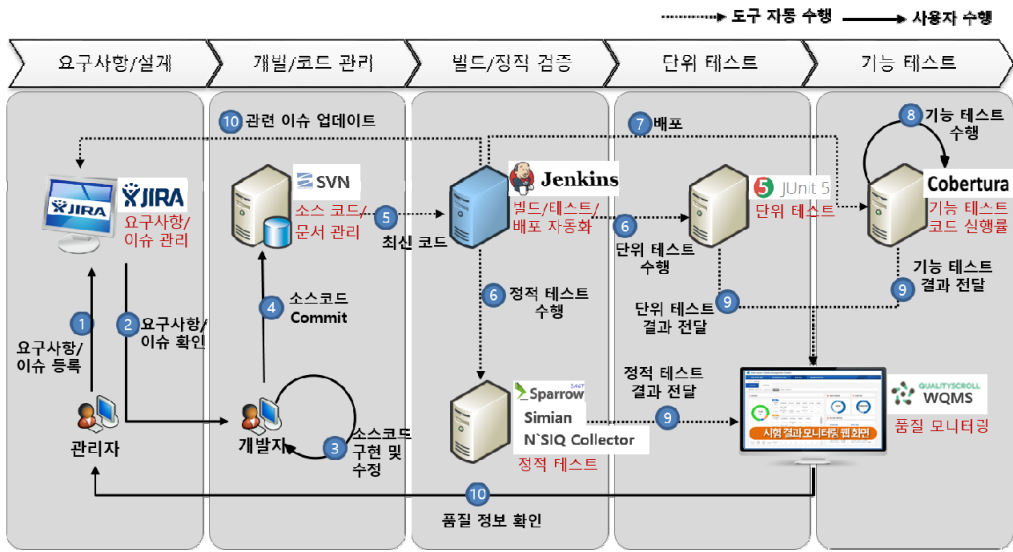 도구 자동 수행
사용자 수행
요구사항/설계
개발/코드 관리
빌드/정적 검증
단위 테스트
기능 테스트
10 관련 이슈 업데이트
7 배포
8 기능 테스트
수행
JIRA
JIRA
요구사항/
이슈 관리
SVN
소스 코드/
문서 관리
5
최신 코드
Jenkins
빌드/테스트/
배포 자동화
6
단위 테스트
수행
5 JUnit 5
단위 테스트
Cobertura
기능 테스트
코드 실행률
기능 테스트
결과 전달
9
9
단위 테스트
결과 전달
6 정적 테스트
수행
4 소스코드
Commit
1
요구사항/
이슈 등록
2 요구사항/
이슈 확인
관리자
개발자
3 소스코드
구현 및
수정
Sparrow
Simian
N`SIQ Collector
정적 테스트
정적 테스트
결과 전달
9
시험 결과 모니터링 웹 화면
QUALITYSCROLL
WQMS
품질 모니터링
10
품질 정보 확인